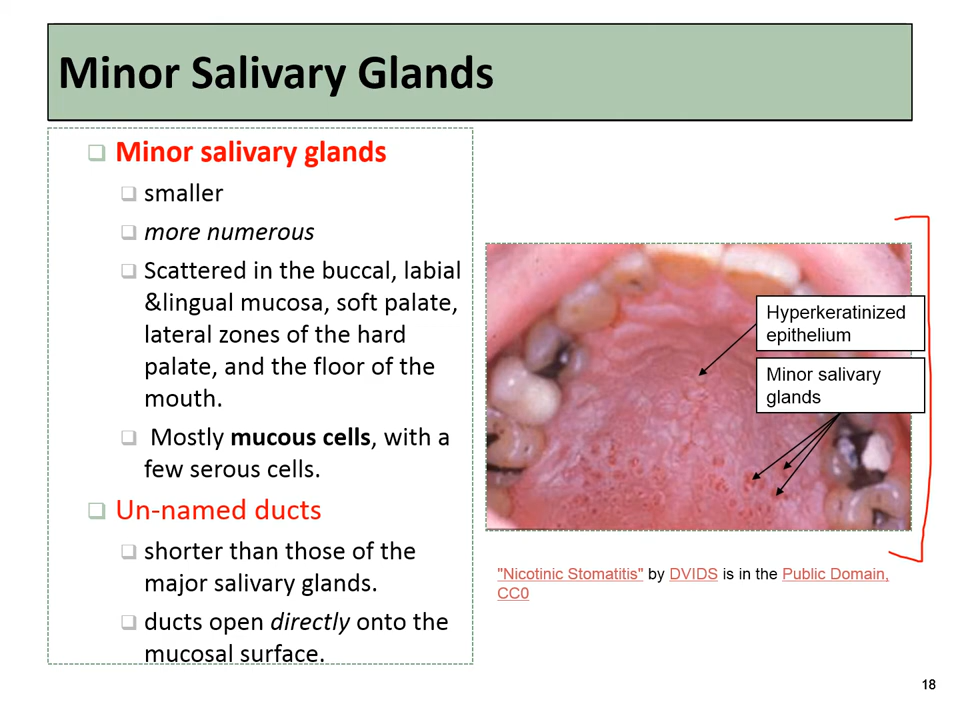 Minor Salivary Glands
Minor salivary glands
smaller
more numerous
Scattered in the buccal, labial
&lingual mucosa, soft palate,
lateral zones of the hard
palate, and the floor of the
mouth.
Mostly mucous cells, with a
few serous cells.
Un-named ducts
shorter than those of the
major salivary glands.
ducts open directly onto the
mucosal surface.
Hyperkeratinized
epithelium
Minor salivary
glands
"Nicotinic Stomatitis" by DVIDS is in the Public Domain,
CC0
18